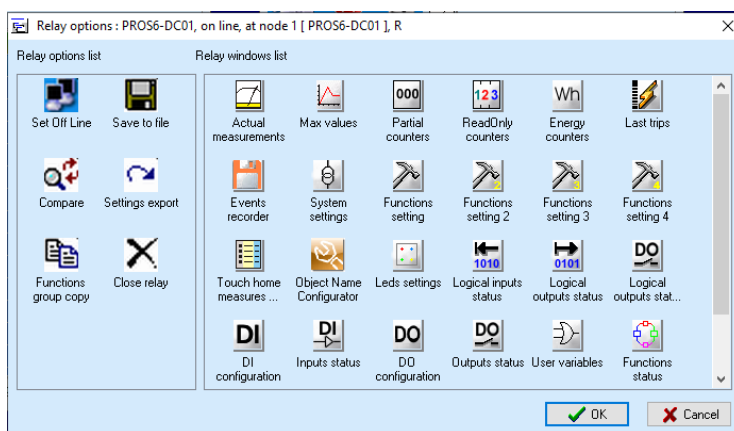 Relay options : PROS6-DC01, on line, at node 1 [ PROS6-DC01 ], R
Relay options list
Relay windows list
Set Off Line
Save to file
Compare
Settings export
Functions
group copy
Close relay
Actual
measurements
Max values
000
Partial
counters
123
ReadOnly
counters
Wh
Energy
counters
Last trips
Events
recorder
System
settings
Functions
setting
2
Functions
setting 2
3
Functions
setting 3
4
Functions
setting 4
Touch home
measures ...
Object Name
Configurator
Leds settings
1010
Logical inputs
status
0101
Logical
outputs status
DO
Logical
outputs stat...
DI
DI
configuration
DI
Inputs status
DO
DO
configuration
DO
Outputs status
User variables
Functions
status
OK
Cancel